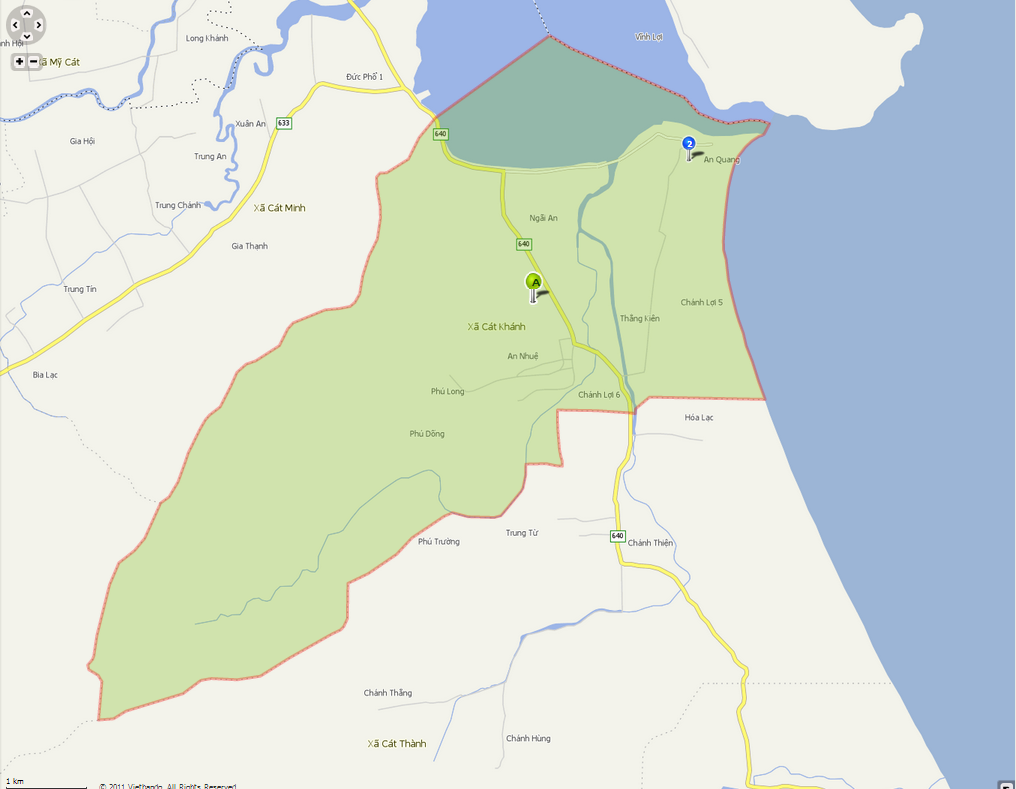 Long Khánh
Vĩnh Lợi
nh Hội
ã Mỹ Cát
Đức Phổ 1
Xuân An
633
640
Gia Hội
2
Trung An
An Quang
Trung Chánh
Xã Cát Minh
Ngãi An
Gia Thạnh
640
A
Trung Tín
Chánh Lợi 5
Thắng Kiên
Xã Cát Khánh
An Nhuệ
Bia Lạc
Phú Long
Chánh Lợi 6
Hóa Lạc
Phú Dõng
Trung Từ
640
Phú Trường
Chánh Thiện
Chánh Thắng
Chánh Hùng
Xã Cát Thành
1 km
© 2011 Vietbando. All Rights Reserved